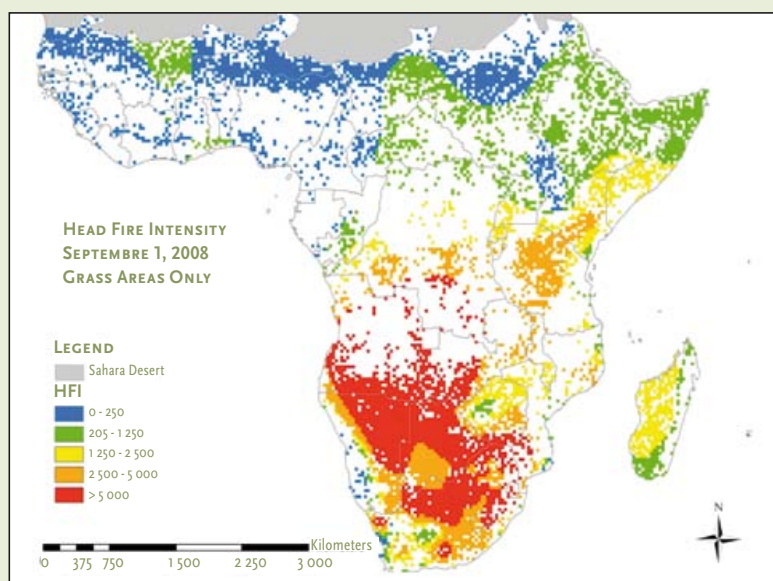 Head Fire Intensity
Septembre 1, 2008
Grass Areas Only
Legend
Sahara Desert
HFI
0 - 250
205 - 1 250
1 250 - 2 500
2 500 - 5 000
> 5 000
Kilometers
0 375 750 1 500 2 250 3 000
N